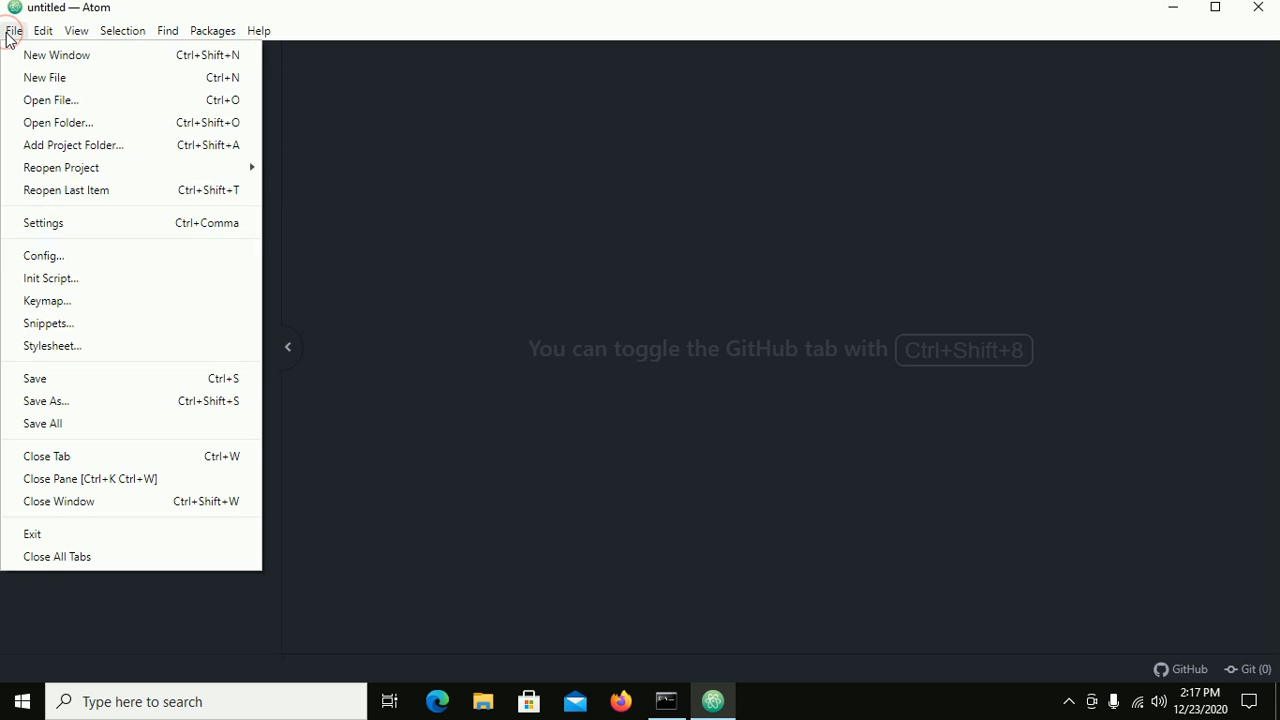 untitled — Atom
File Edit View Selection Find Packages Help
New Window Ctrl+Shift+N
New File Ctrl+N
Open File... Ctrl+O
Open Folder... Ctrl+Shift+O
Add Project Folder... Ctrl+Shift+A
Reopen Project
Reopen Last Item Ctrl+Shift+T
Settings Ctrl+Comma
Config...
Init Script...
Keymap...
Snippets...
Stylesheet...
Save Ctrl+S
Save As... Ctrl+Shift+S
Save All
Close Tab Ctrl+W
Close Pane [Ctrl+K Ctrl+W]
Close Window Ctrl+Shift+W
Exit
Close All Tabs
You can toggle the GitHub tab with Ctrl+Shift+8
GitHub Git (0)
Type here to search
2:17 PM
12/23/2020